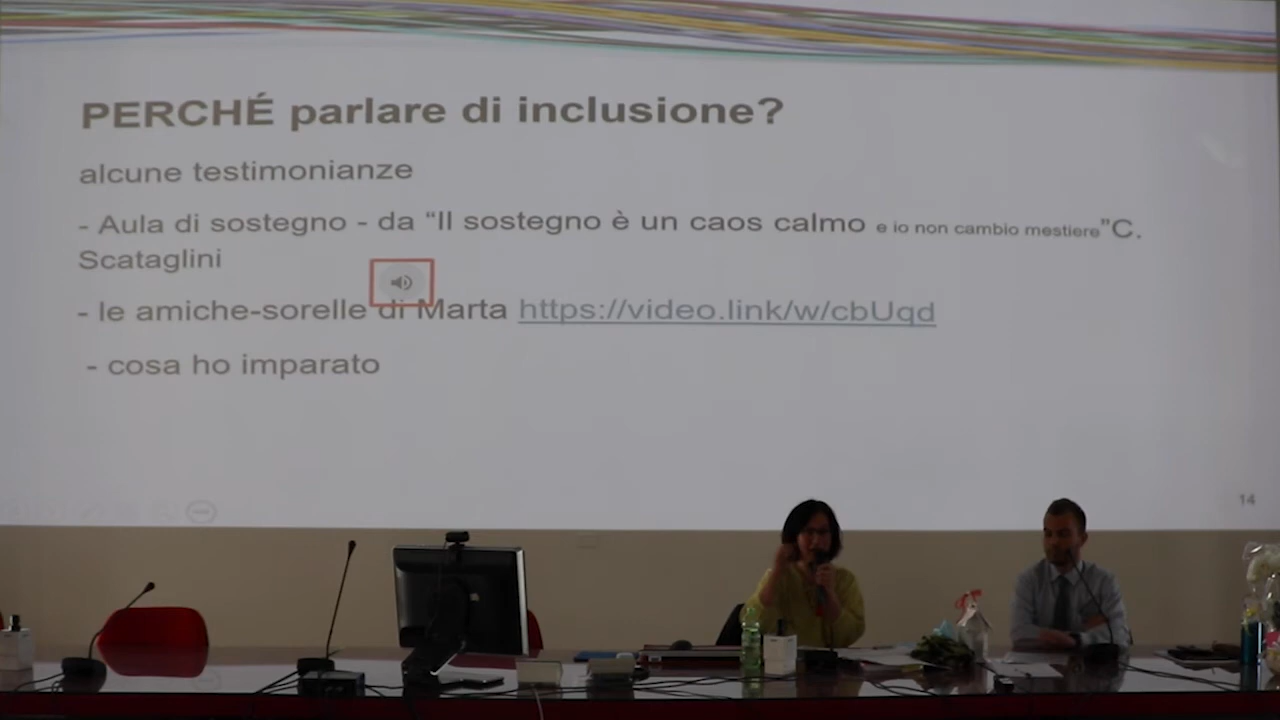 PERCHÉ parlare di inclusione?
alcune testimonianze
- Aula di sostegno - da “Il sostegno è un caos calmo e io non cambio mestiere”C.
Scataglini
- le amiche-sorelle di Marta https://video.link/w/cbUqd
- cosa ho imparato
14